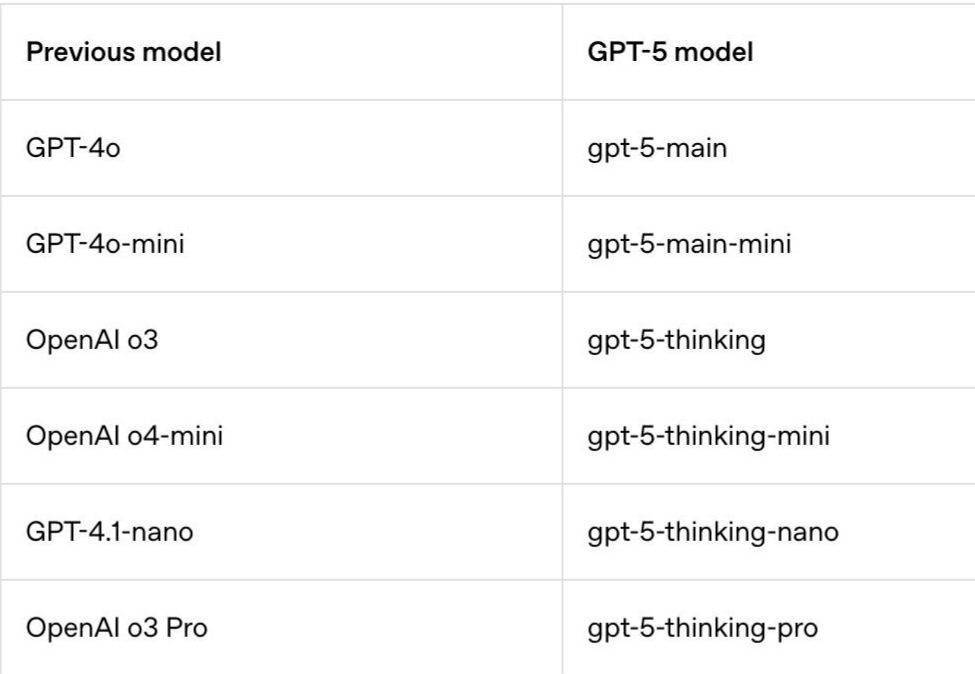 Previous model GPT-5 model
GPT-4o gpt-5-main
GPT-4o-mini gpt-5-main-mini
OpenAI o3 gpt-5-thinking
OpenAI o4-mini gpt-5-thinking-mini
GPT-4.1-nano gpt-5-thinking-nano
OpenAI o3 Pro gpt-5-thinking-pro